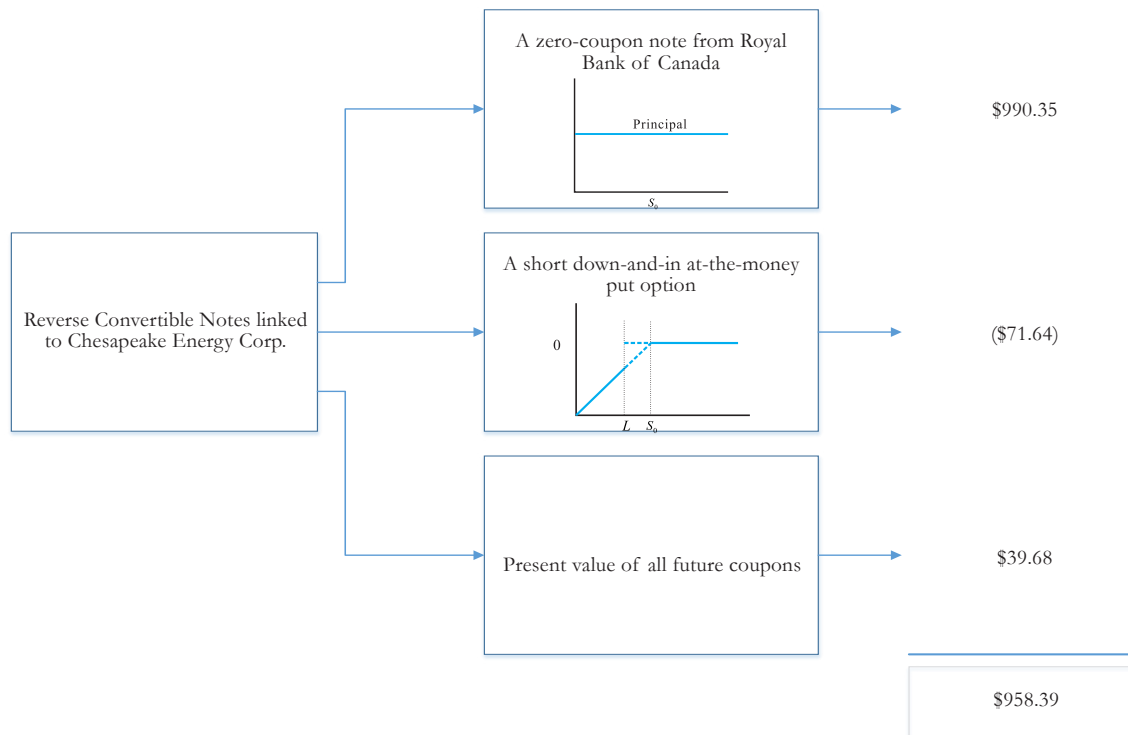 A zero-coupon note from Royal
Bank of Canada
Principal
S₀
$990.35
Reverse Convertible Notes linked
to Chesapeake Energy Corp.
A short down-and-in at-the-money
put option
0
L S₀
($71.64)
Present value of all future coupons
$39.68
$958.39